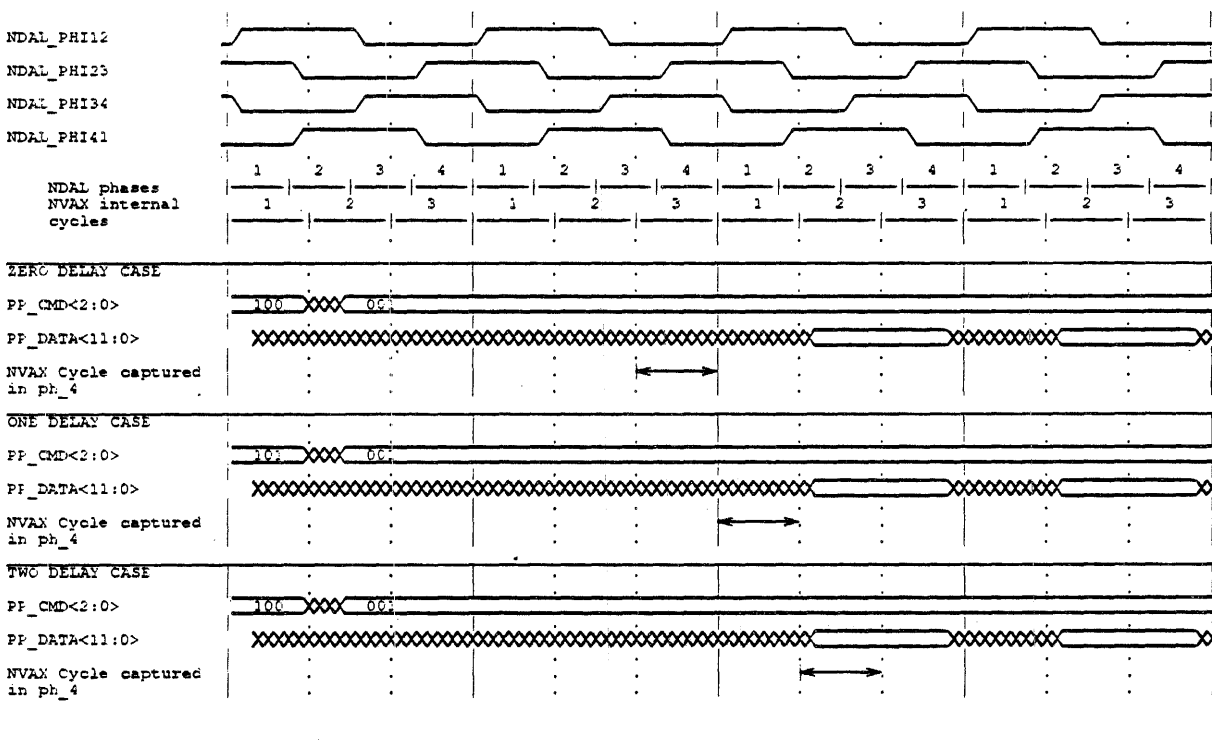 NDAL_PHI12
NDAL_PHI23
NDAL_PHI34
NDAL_PHI41
1 2 3 4 1 2 3 4 1 2 3 4 1 2 3 4
NDAL phases
NVAX internal 1 2 3 1 2 3 1 2 3 1 2 3
cycles
ZERO DELAY CASE
PP_CMD<2:0> 100
PP_DATA<11:0>
NVAX Cycle captured
in ph_4
ONE DELAY CASE
PP_CMD<2:0> 101
PP_DATA<11:0>
NVAX Cycle captured
in ph_4
TWO DELAY CASE
PP_CMD<2:0> 100 001
PP_DATA<11:0>
NVAX Cycle captured
in ph_4